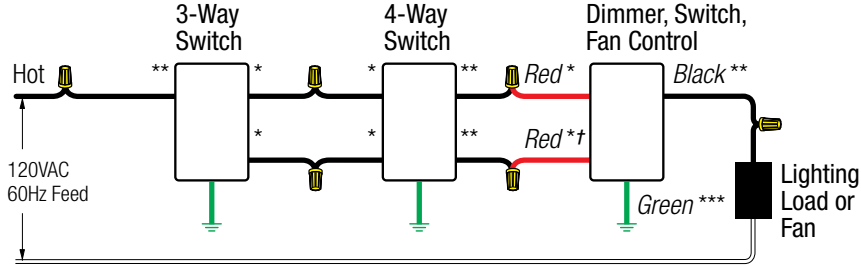 3-Way
Switch
4-Way
Switch
Dimmer, Switch,
Fan Control
Hot
**
*
*
**
Red *
Black **
*
*
**
Red *†
120VAC
60Hz Feed
Green ***
Lighting
Load or
Fan